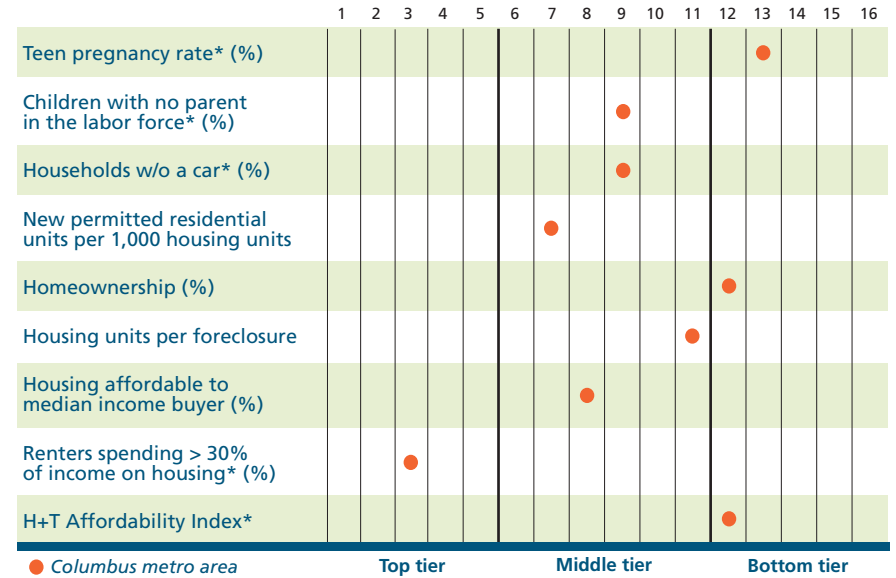 1 2 3 4 5 6 7 8 9 10 11 12 13 14 15 16
Teen pregnancy rate* (%)
Children with no parent
in the labor force* (%)
Households w/o a car* (%)
New permitted residential
units per 1,000 housing units
Homeownership (%)
Housing units per foreclosure
Housing affordable to
median income buyer (%)
Renters spending > 30%
of income on housing* (%)
H+T Affordability Index*
Columbus metro area Top tier Middle tier Bottom tier